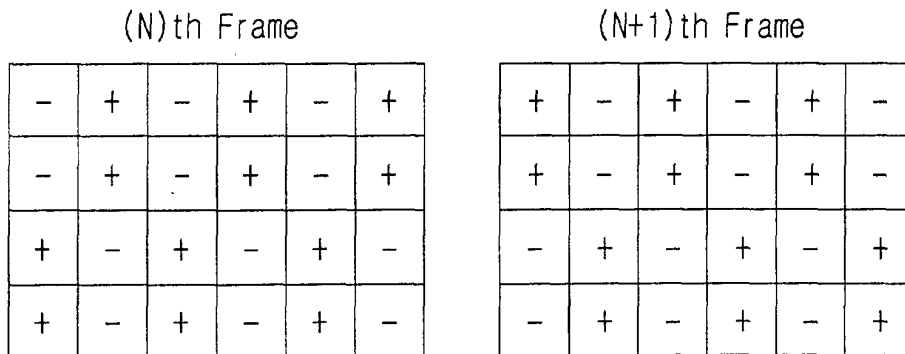 (N)th Frame
- + - + - +
- + - + - +
+ - + - + -
+ - + - + -
(N+1)th Frame
+ - + - + -
+ - + - + -
- + - + - +
- + - + - +